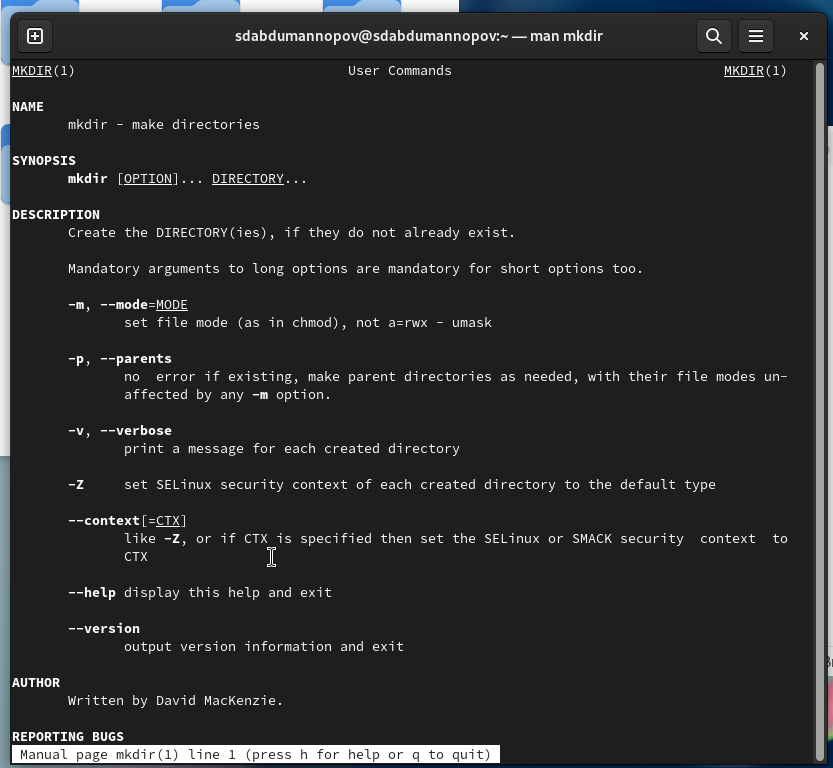 sdabdumannopov@sdabdumannopov:~ — man mkdir
MKDIR(1) User Commands MKDIR(1)
NAME
mkdir - make directories
SYNOPSIS
mkdir [OPTION]... DIRECTORY...
DESCRIPTION
Create the DIRECTORY(ies), if they do not already exist.
Mandatory arguments to long options are mandatory for short options too.
-m, --mode=MODE
set file mode (as in chmod), not a=rwx - umask
-p, --parents
no  error if existing, make parent directories as needed, with their file modes un-
affected by any -m option.
-v, --verbose
print a message for each created directory
-Z set SELinux security context of each created directory to the default type
--context[=CTX]
like -Z, or if CTX is specified then set the SELinux or SMACK security  context  to
CTX
--help display this help and exit
--version
output version information and exit
AUTHOR
Written by David MacKenzie.
REPORTING BUGS
Manual page mkdir(1) line 1 (press h for help or q to quit)